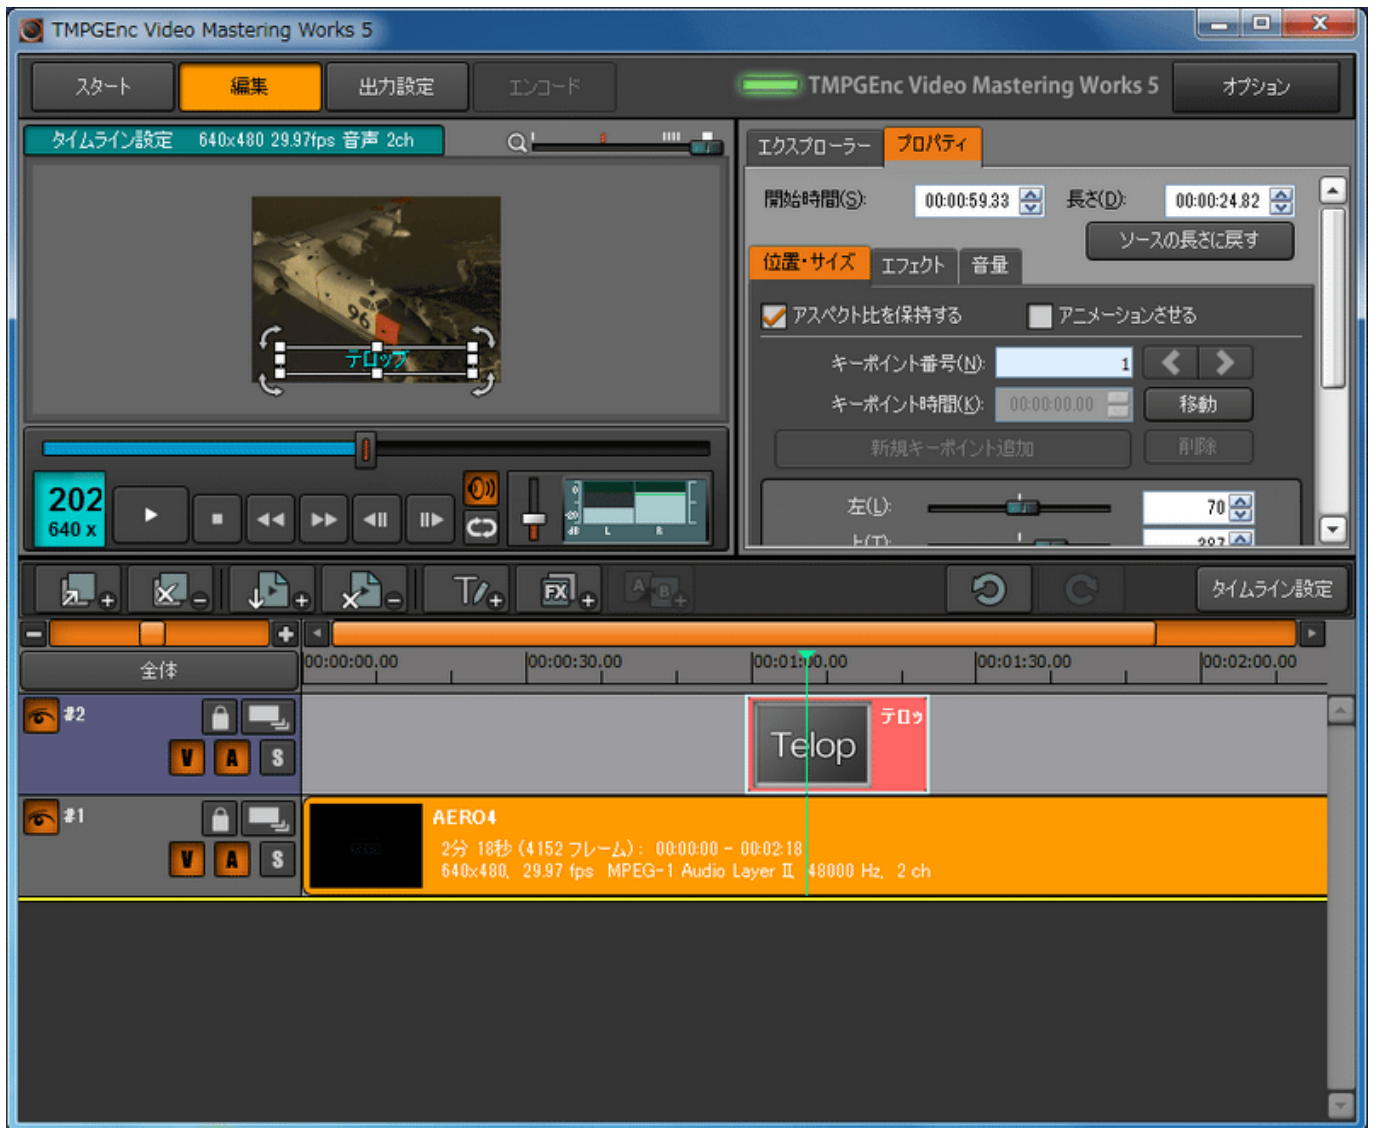 TMPGEnc Video Mastering Works 5
スタート 編集 出力設定 エンコード TMPGEnc Video Mastering Works 5 オプション
タイムライン設定 640x480 29.97fps 音声 2ch
エクスプローラー プロパティ
開始時間(S): 00:00:59.33 長さ(D): 00:00:24.82
ソースの長さに戻す
位置・サイズ エフェクト 音量
アスペクト比を保持する アニメーションさせる
96
テロップ
キーポイント番号(N): 1
キーポイント時間(K): 00:00:00.00 移動
新規キーポイント追加 削除
202
640 x
0
-20
dB L R
左(L): 70
上(T): 297
T FX A B タイムライン設定
全体 00:00:00.00 00:00:30.00 00:01:00.00 00:01:30.00 00:02:00.00
#2 Telop テロッ
V A S
#1 AERO4
2分 18秒 (4152 フレーム) : 00:00:00 - 00:02:18
V A S 640x480, 29.97 fps MPEG-1 Audio Layer II, 48000 Hz, 2 ch